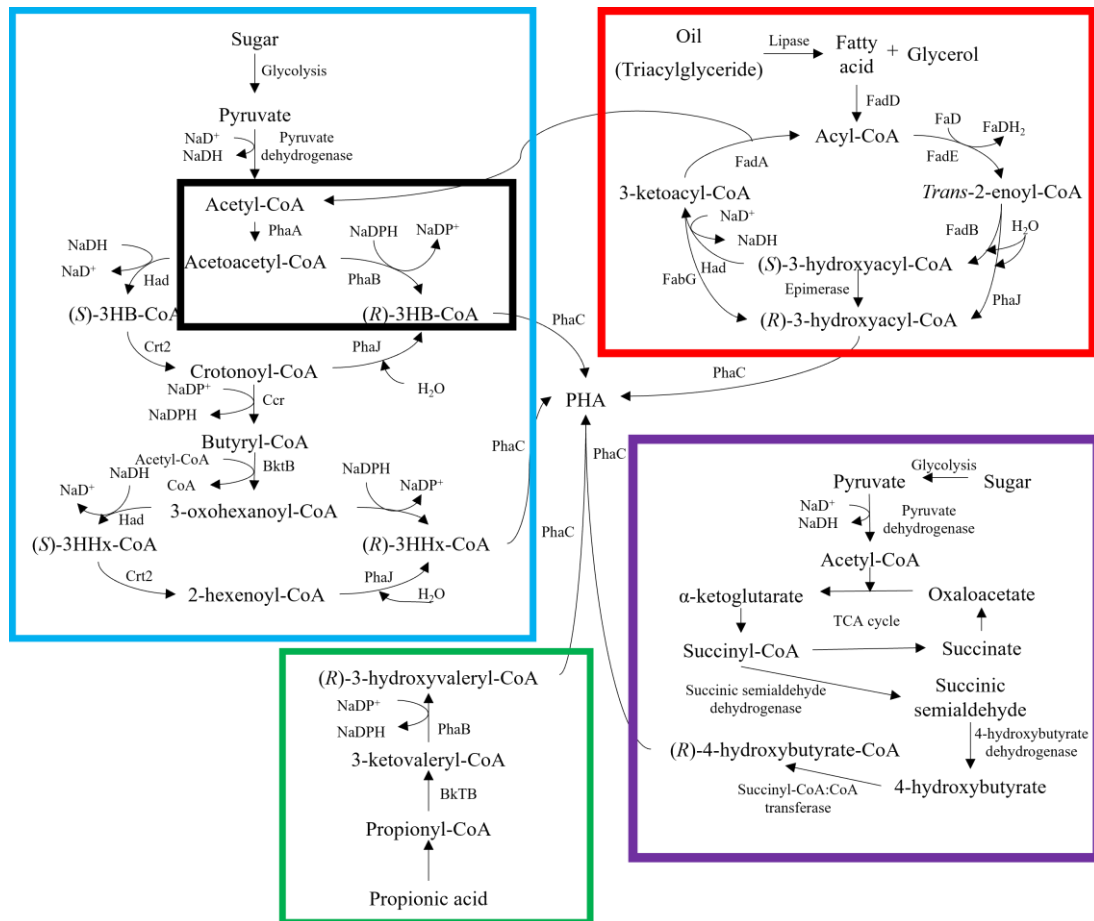 Sugar
Glycolysis
Pyruvate
NaD⁺
NADH
Pyruvate
dehydrogenase
Acetyl-CoA
PhaA
NADPH
NaDP⁺
NaDH
NaD⁺
Had
Acetoacetyl-CoA
PhaB
(S)-3HB-CoA
(R)-3HB-CoA
Crt2
PhaJ
Crotonoyl-CoA
H₂O
NaDP⁺
NADPH
Ccr
Butyryl-CoA
Acetyl-CoA
CoA
BktB
NaDH
NaD⁺
Had
NADPH
NaDP⁺
3-oxohexanoyl-CoA
(S)-3HHx-CoA
(R)-3HHx-CoA
Crt2
PhaJ
2-hexenoyl-CoA
H₂O
Oil
(Triacylglyceride)
Lipase
Fatty
acid
+
Glycerol
FadD
Acyl-CoA
FaD
FaDH₂
FadE
FadA
3-ketoacyl-CoA
Trans-2-enoyl-CoA
NaD⁺
NaDH
FadB
H₂O
Had
(S)-3-hydroxyacyl-CoA
FabG
Epimerase
PhaJ
(R)-3-hydroxyacyl-CoA
PhaC
PhaC
PHA
PhaC
PhaC
PhaC
(R)-3-hydroxyvaleryl-CoA
NaDP⁺
NADPH
PhaB
3-ketovaleryl-CoA
BkTB
Propionyl-CoA
Propionic acid
Pyruvate
Glycolysis
Sugar
NaD⁺
NADH
Pyruvate
dehydrogenase
Acetyl-CoA
α-ketoglutarate
Oxaloacetate
TCA cycle
Succinyl-CoA
Succinate
Succinic semialdehyde
dehydrogenase
Succinic
semialdehyde
4-hydroxybutyrate
dehydrogenase
(R)-4-hydroxybutyrate-CoA
Succinyl-CoA:CoA
transferase
4-hydroxybutyrate